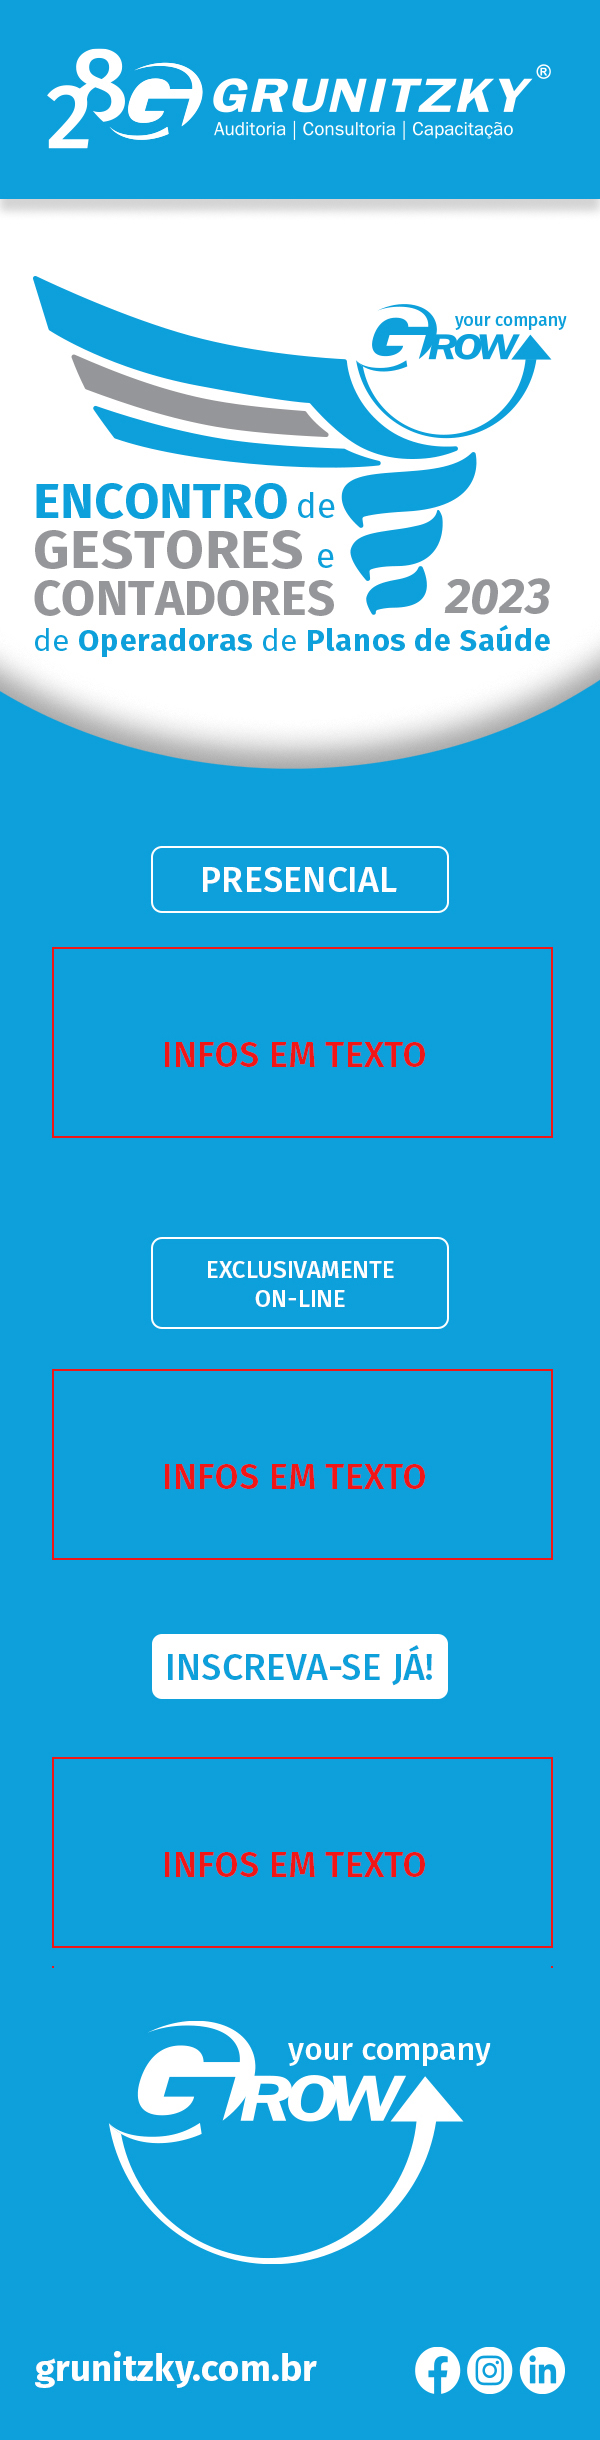 28G GRUNITZKY®
Auditoria | Consultoria | Capacitação
your company
GROW
ENCONTRO de
GESTORES e
CONTADORES 2023
de Operadoras de Planos de Saúde
PRESENCIAL
INFOS EM TEXTO
EXCLUSIVAMENTE
ON-LINE
INFOS EM TEXTO
INSCREVA-SE JÁ!
INFOS EM TEXTO
your company
GROW
grunitzky.com.br